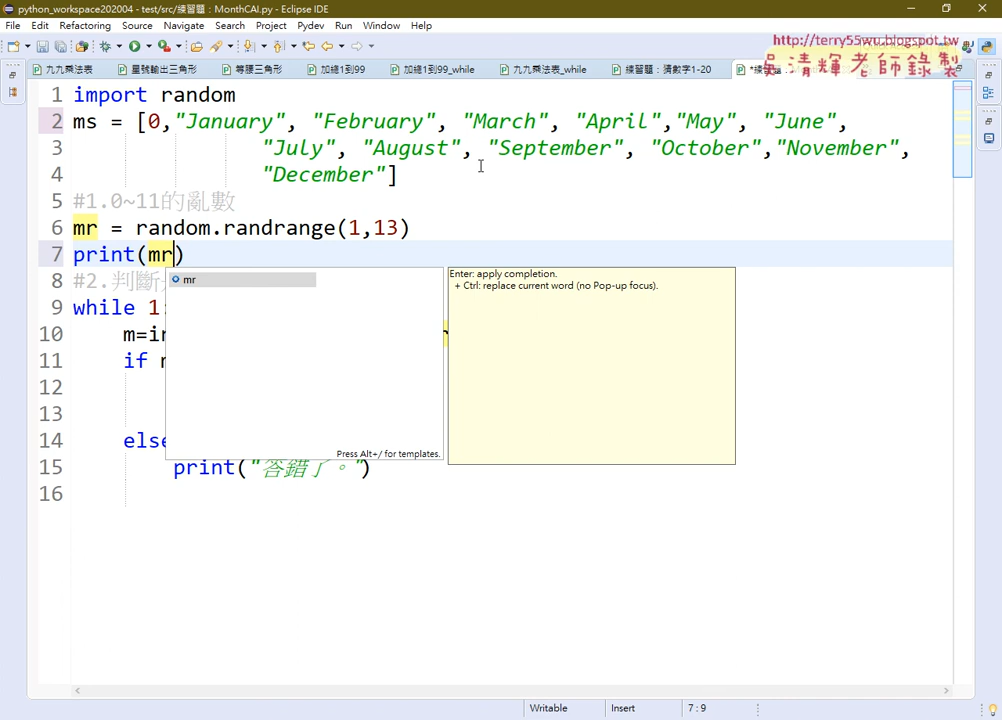 python_workspace202004 - test/src/練習題：MonthCAI.py - Eclipse IDE
File Edit Refactoring Source Navigate Search Project Pydev Run Window Help
http://terry55wu.blogspot.tw
吳清輝老師錄製
九九乘法表 星號輸出三角形 等腰三角形 加總1到99 加總1到99_while 九九乘法表_while 練習題：猜數字1-20
1 import random
2 ms = [0,"January", "February", "March", "April","May", "June",
3 "July", "August", "September", "October","November",
4 "December"]
5 #1.0~11的亂數
6 mr = random.randrange(1,13)
7 print(mr)
8 #2.判斷
9 while 1:
10 m=in
11 if
12
13
14 else
15 print("答錯了。")
16
mr
Press Alt+/ for templates.
Enter: apply completion.
+ Ctrl: replace current word (no Pop-up focus).
Writable Insert 7 : 9